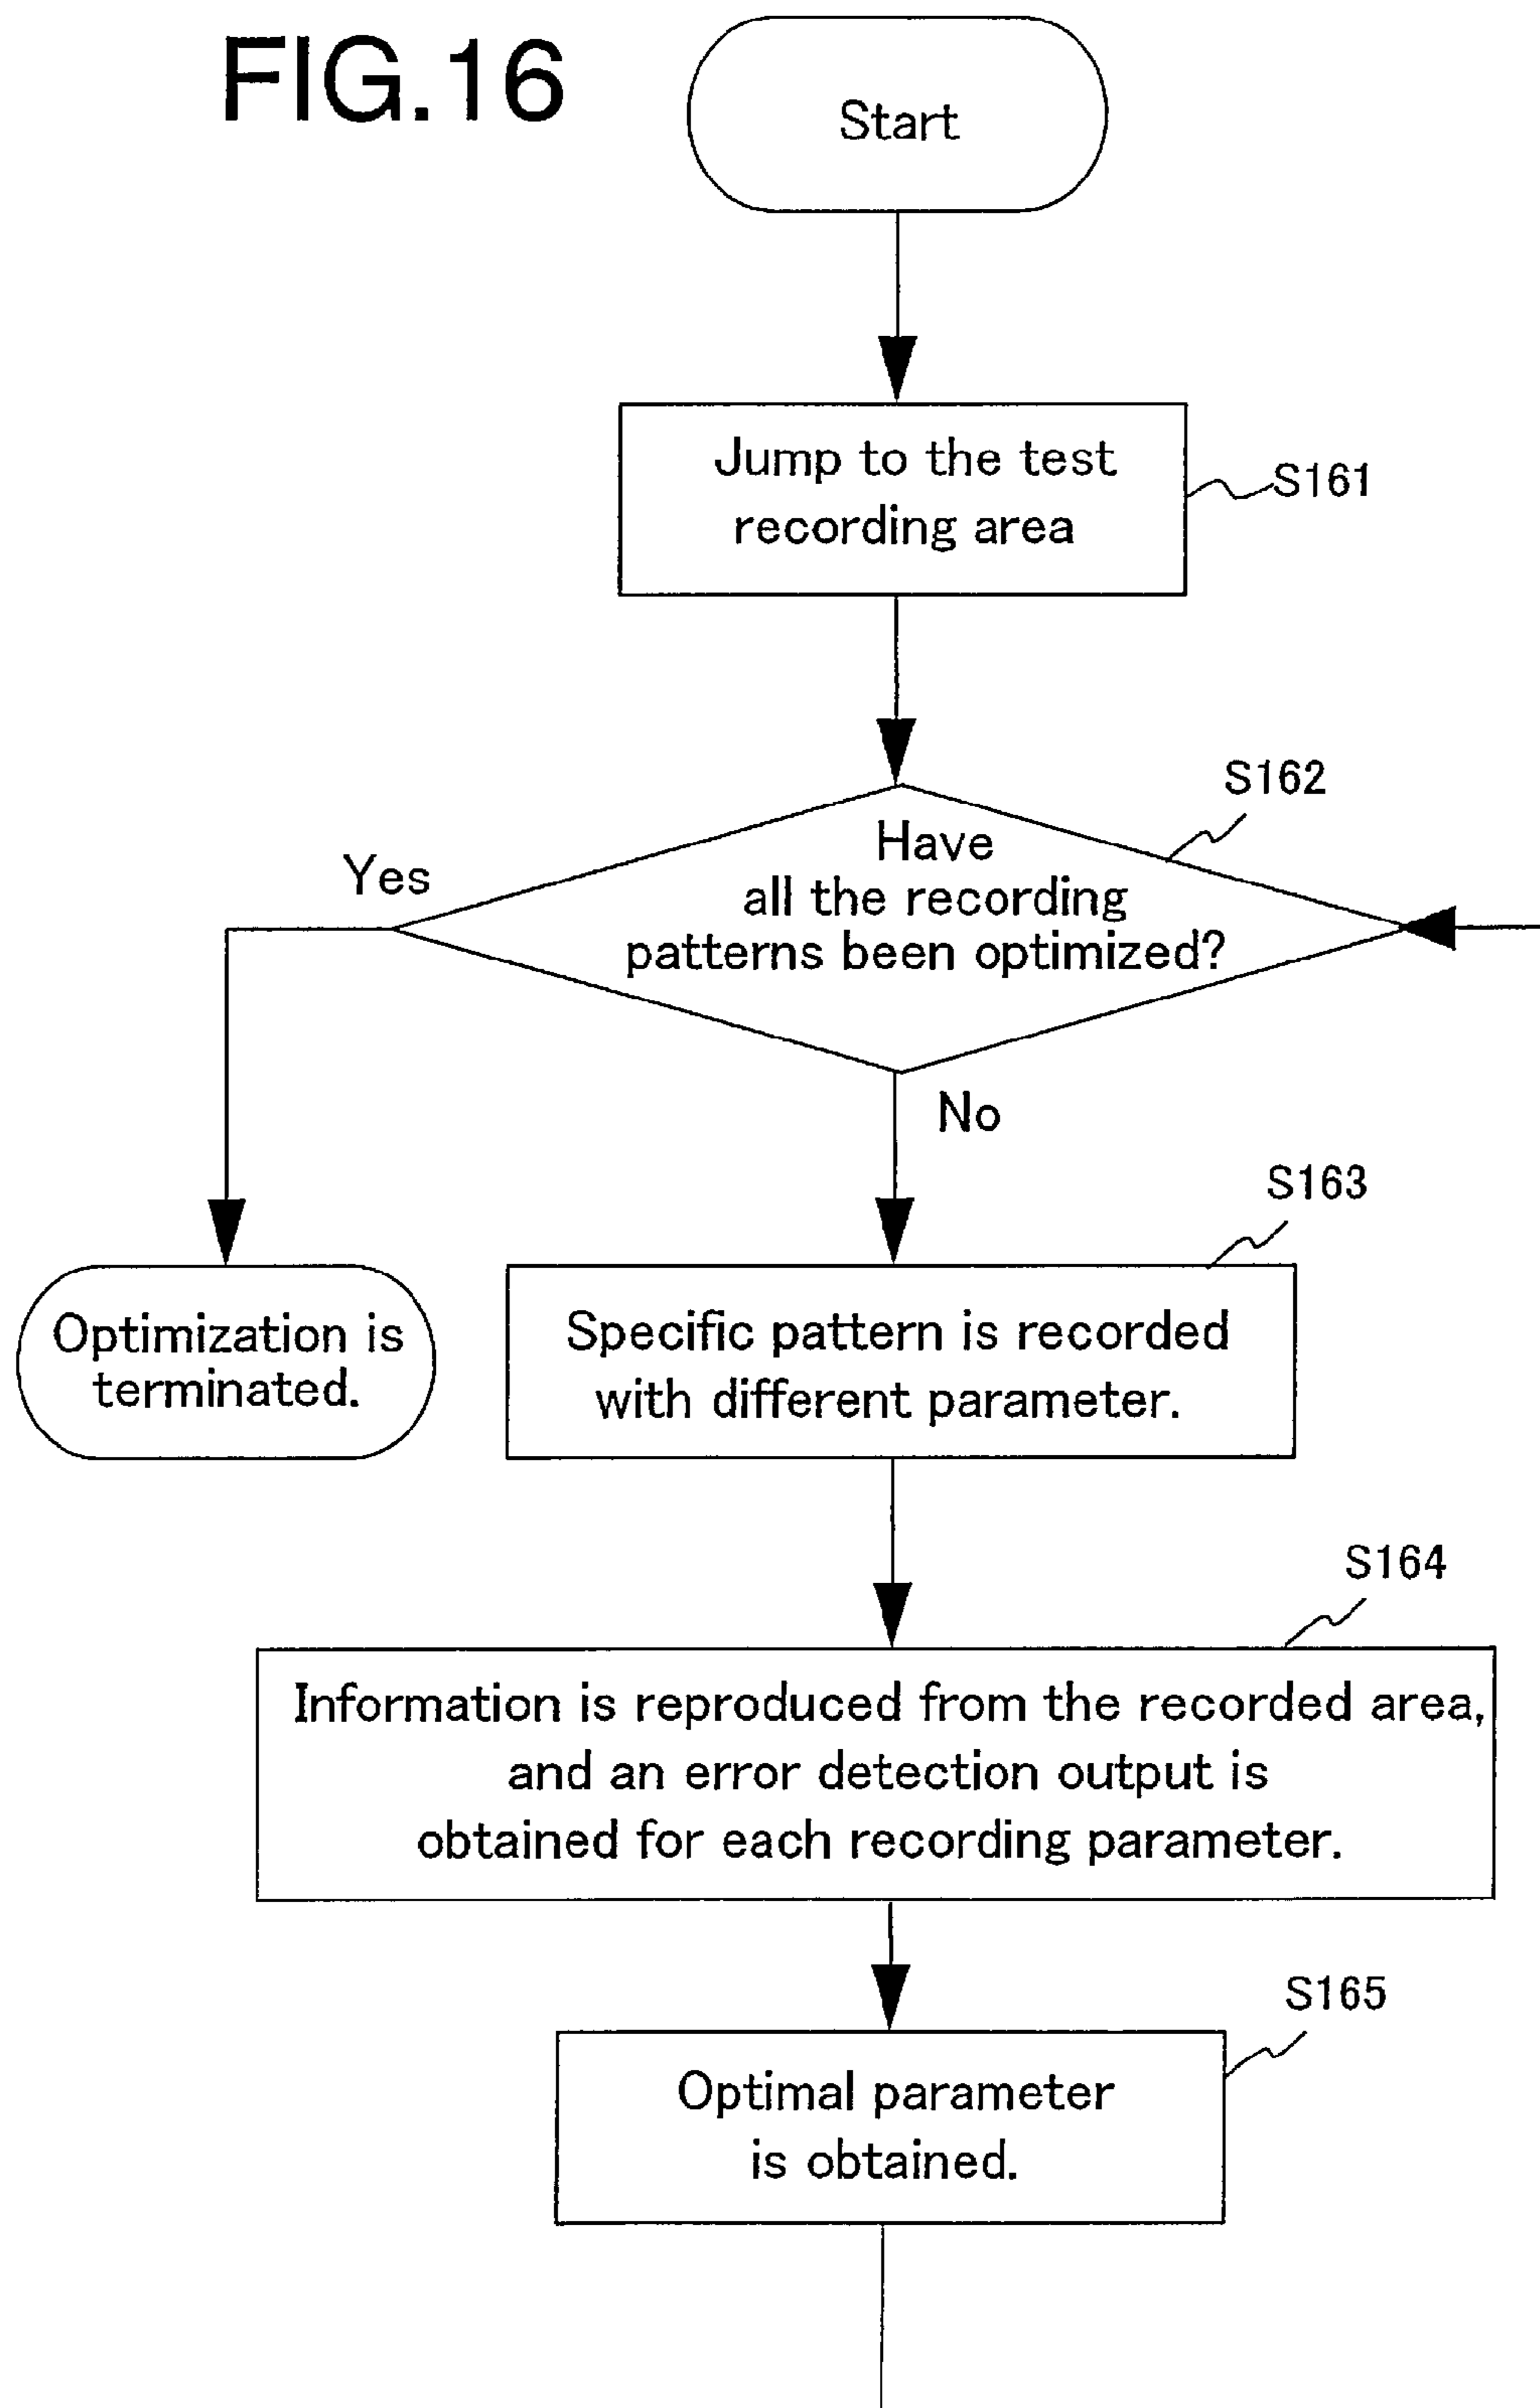 FIG.16
Start
Jump to the test
recording area
S161
S162
Have
all the recording
patterns been optimized?
Yes
No
S163
Optimization is
terminated.
Specific pattern is recorded
with different parameter.
S164
Information is reproduced from the recorded area,
and an error detection output is
obtained for each recording parameter.
S165
Optimal parameter
is obtained.